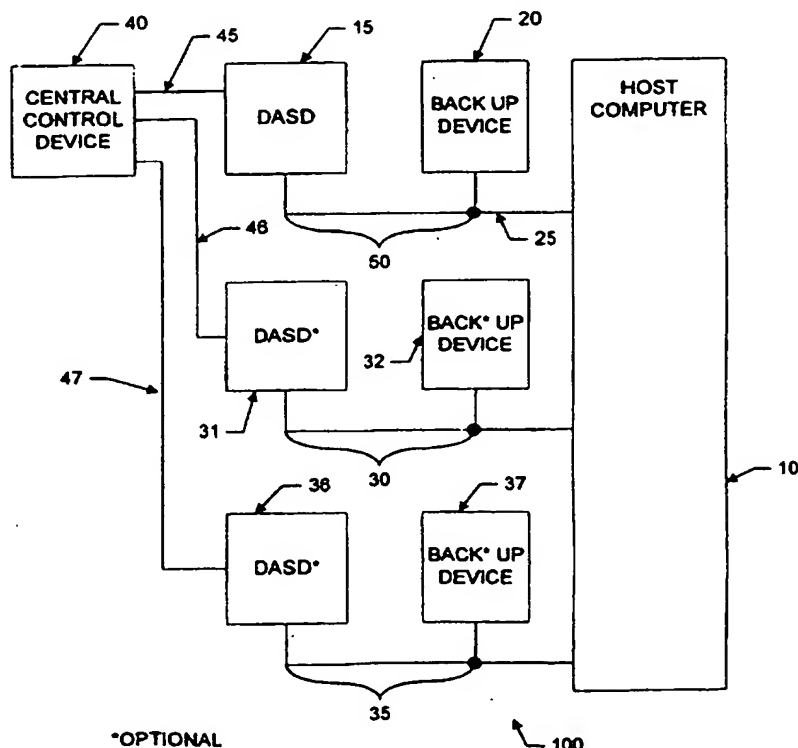 40
45
15
20
CENTRAL
CONTROL
DEVICE
DASD
BACK UP
DEVICE
HOST
COMPUTER
46
50
25
DASD*
BACK* UP
DEVICE
32
47
31
30
36
37
10
DASD*
BACK* UP
DEVICE
35
*OPTIONAL
100